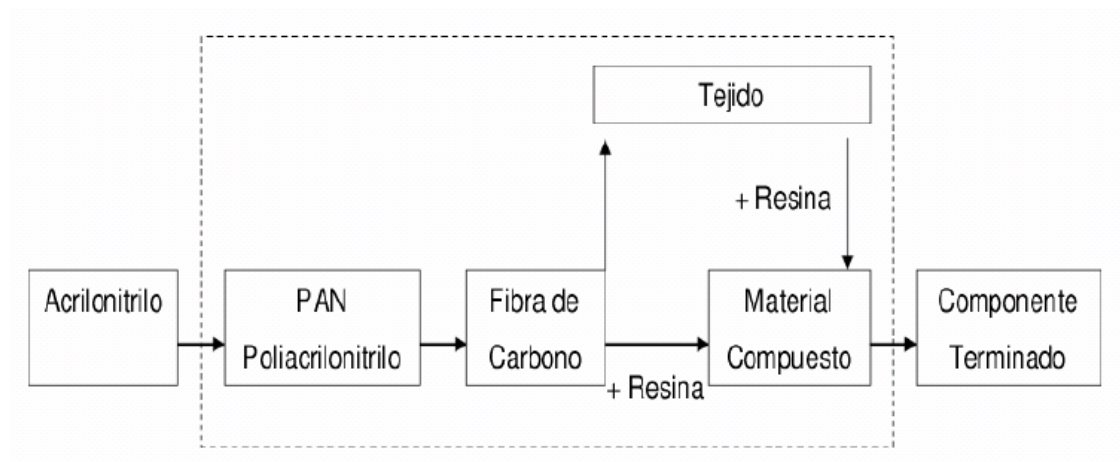 Tejido
+ Resina
Acrilonitrilo
PAN
Poliacrilonitrilo
Fibra de
Carbono
+ Resina
Material
Compuesto
Componente
Terminado